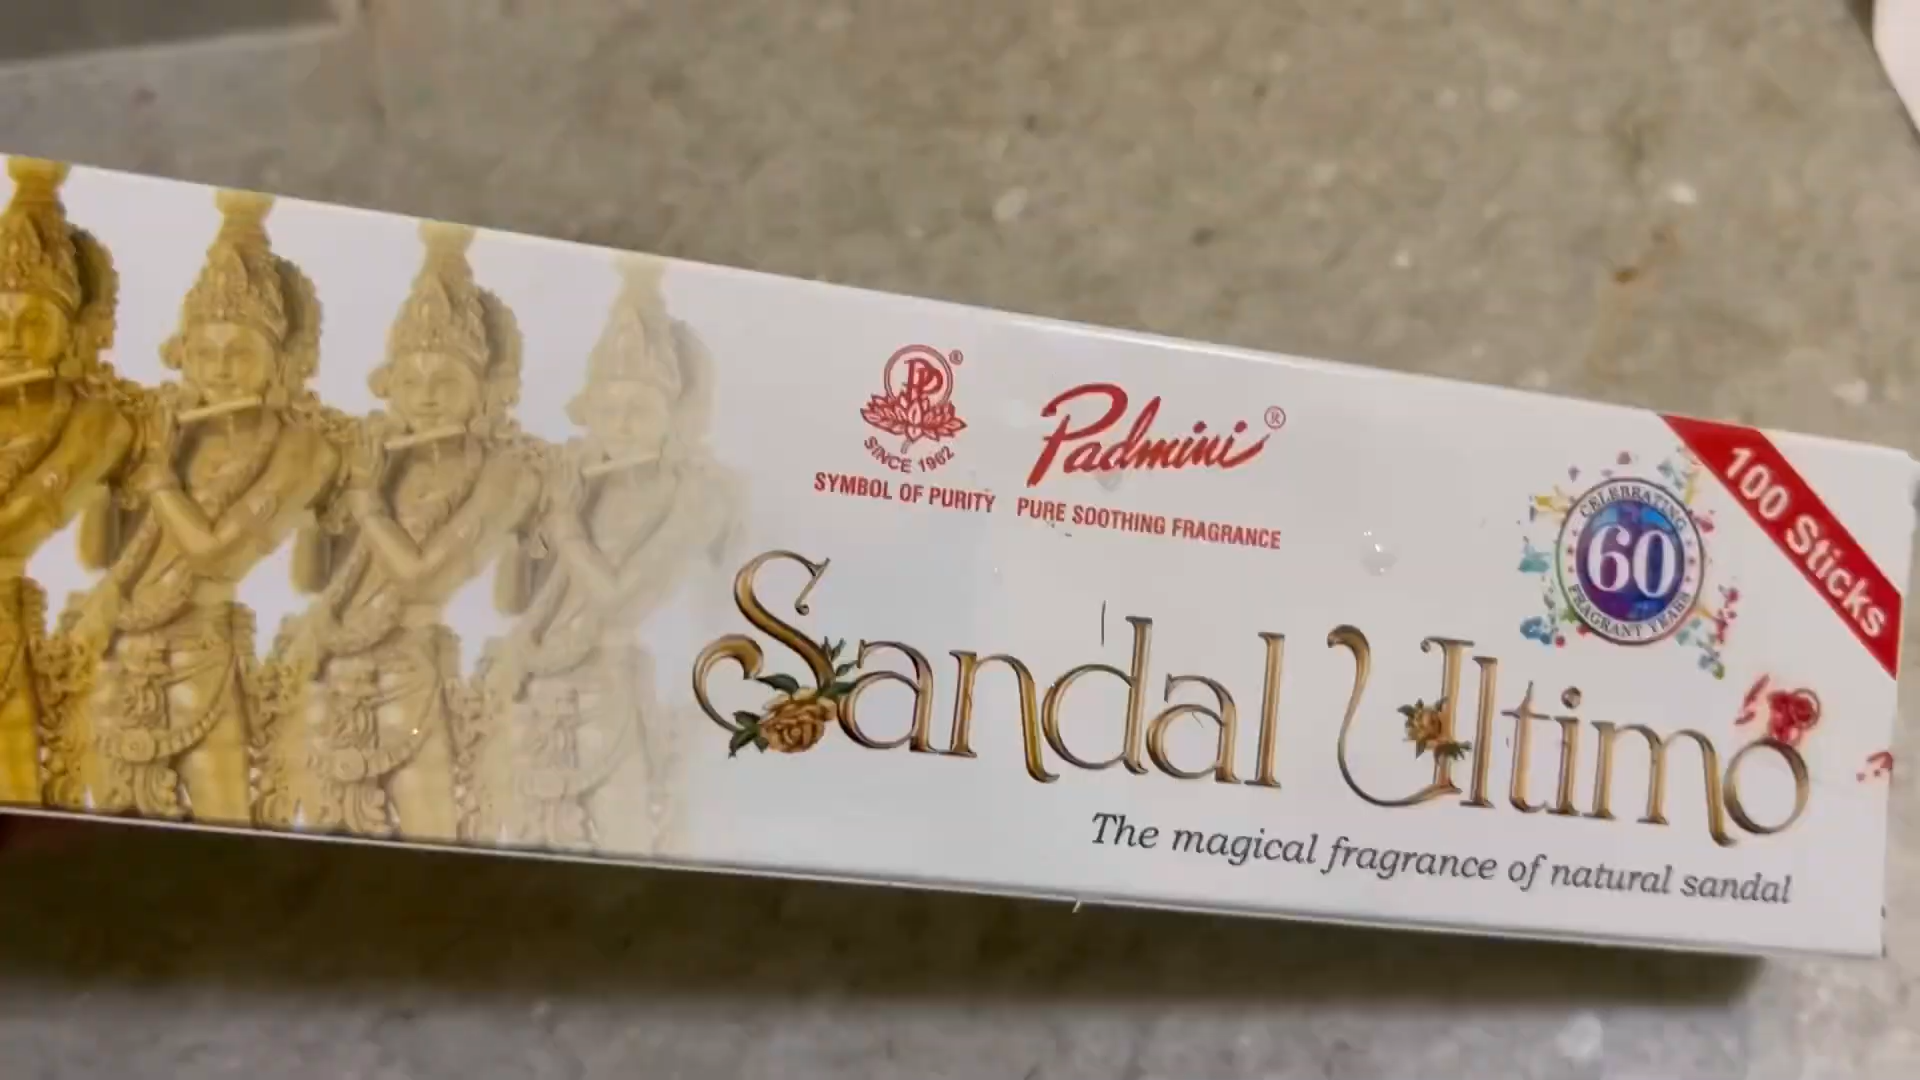 PP®
SINCE 1962
SYMBOL OF PURITY
Padmini®
PURE SOOTHING FRAGRANCE
CELEBRATING
60
FRAGRANT YEARS
100 Sticks
Sandal Ultimo
The magical fragrance of natural sandal